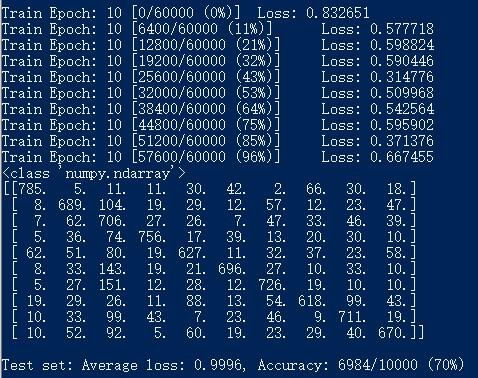 Train Epoch: 10 [0/60000 (0%)] Loss: 0.832651
Train Epoch: 10 [6400/60000 (11%)] Loss: 0.577718
Train Epoch: 10 [12800/60000 (21%)] Loss: 0.598824
Train Epoch: 10 [19200/60000 (32%)] Loss: 0.590446
Train Epoch: 10 [25600/60000 (43%)] Loss: 0.314776
Train Epoch: 10 [32000/60000 (53%)] Loss: 0.509968
Train Epoch: 10 [38400/60000 (64%)] Loss: 0.542564
Train Epoch: 10 [44800/60000 (75%)] Loss: 0.595902
Train Epoch: 10 [51200/60000 (85%)] Loss: 0.371376
Train Epoch: 10 [57600/60000 (96%)] Loss: 0.667455
<class 'numpy.ndarray'>
[[785. 5. 11. 11. 30. 42. 2. 66. 30. 18.]
[ 8. 689. 104. 19. 29. 12. 57. 12. 23. 47.]
[ 7. 62. 706. 27. 26. 7. 47. 33. 46. 39.]
[ 5. 36. 74. 756. 17. 39. 13. 20. 30. 10.]
[ 62. 51. 80. 19. 627. 11. 32. 37. 23. 58.]
[ 8. 33. 143. 19. 21. 696. 27. 10. 33. 10.]
[ 5. 27. 151. 12. 28. 12. 726. 19. 10. 10.]
[ 19. 29. 26. 11. 88. 13. 54. 618. 99. 43.]
[ 10. 33. 99. 43. 7. 23. 46. 9. 711. 19.]
[ 10. 52. 92. 5. 60. 19. 23. 29. 40. 670.]]
Test set: Average loss: 0.9996, Accuracy: 6984/10000 (70%)